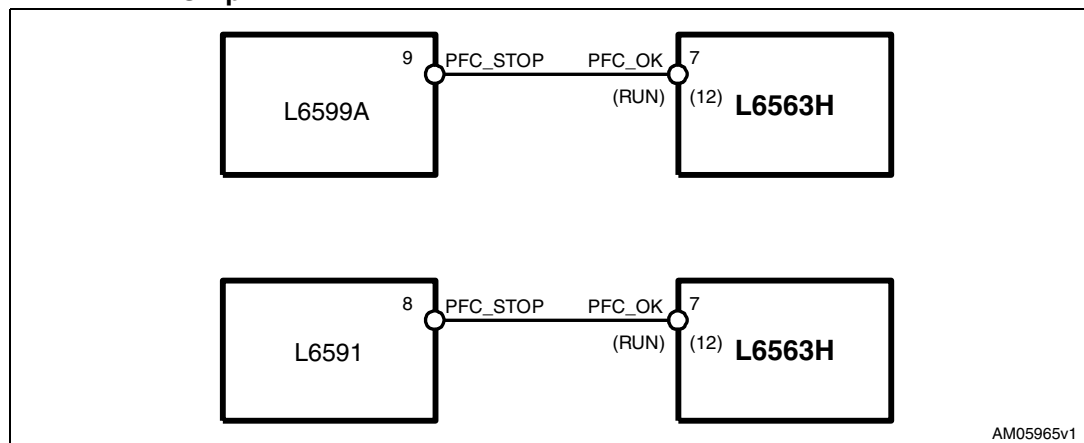 9 PFC_STOP PFC_OK 7
(RUN) (12) L6563H
L6599A
8 PFC_STOP PFC_OK 7
(RUN) (12) L6563H
L6591
AM05965v1